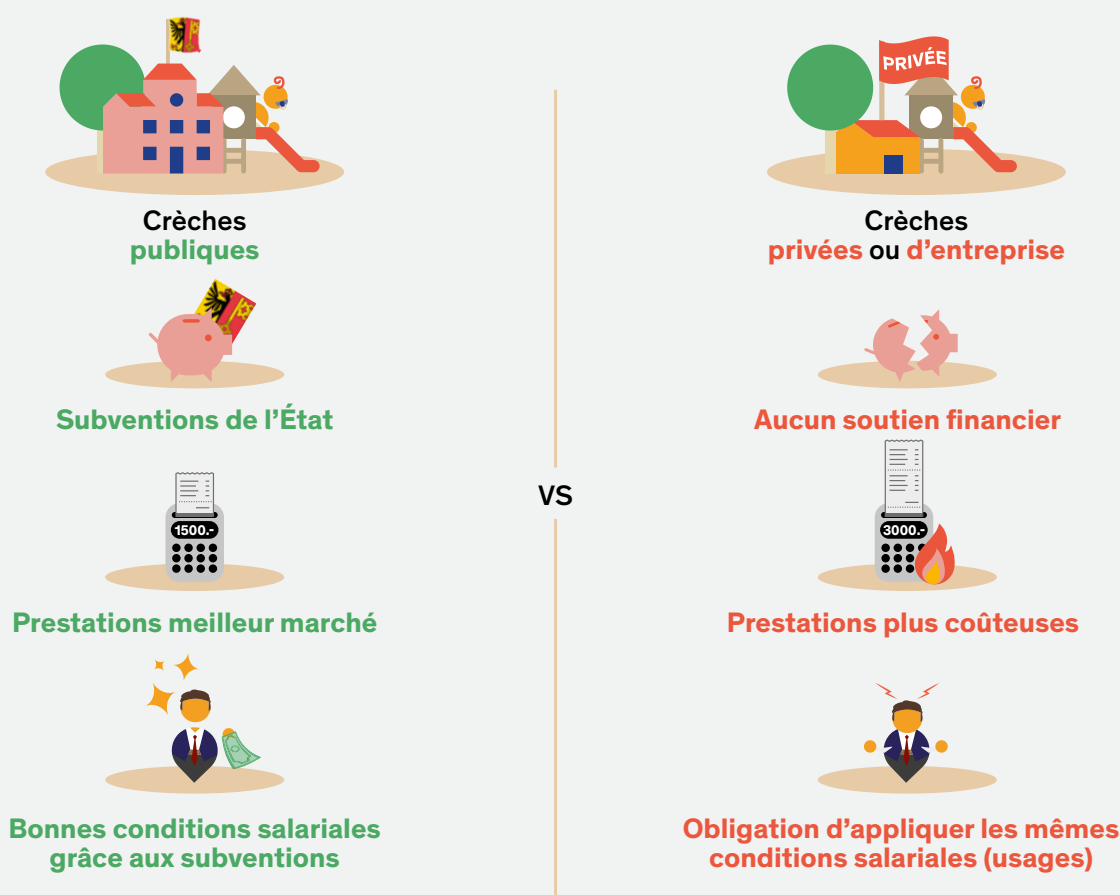 PRIVÉE
Crèches
publiques
Crèches
privées ou d’entreprise
Subventions de l’État
Aucun soutien financier
VS
1500.-
3000.-
Prestations meilleur marché
Prestations plus coûteuses
Bonnes conditions salariales
grâce aux subventions
Obligation d’appliquer les mêmes
conditions salariales (usages)